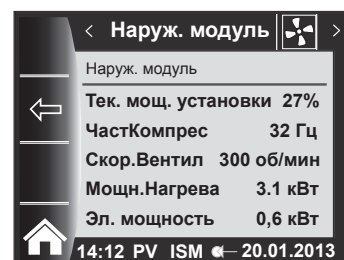 < Наруж. модуль >
Наруж. модуль
Тек. мощ. установки 27%
ЧастКомпрес 32 Гц
Скор.Вентил 300 об/мин
Мощн.Нагрева 3.1 кВт
Эл. мощность 0,6 кВт
14:12 PV ISM 20.01.2013